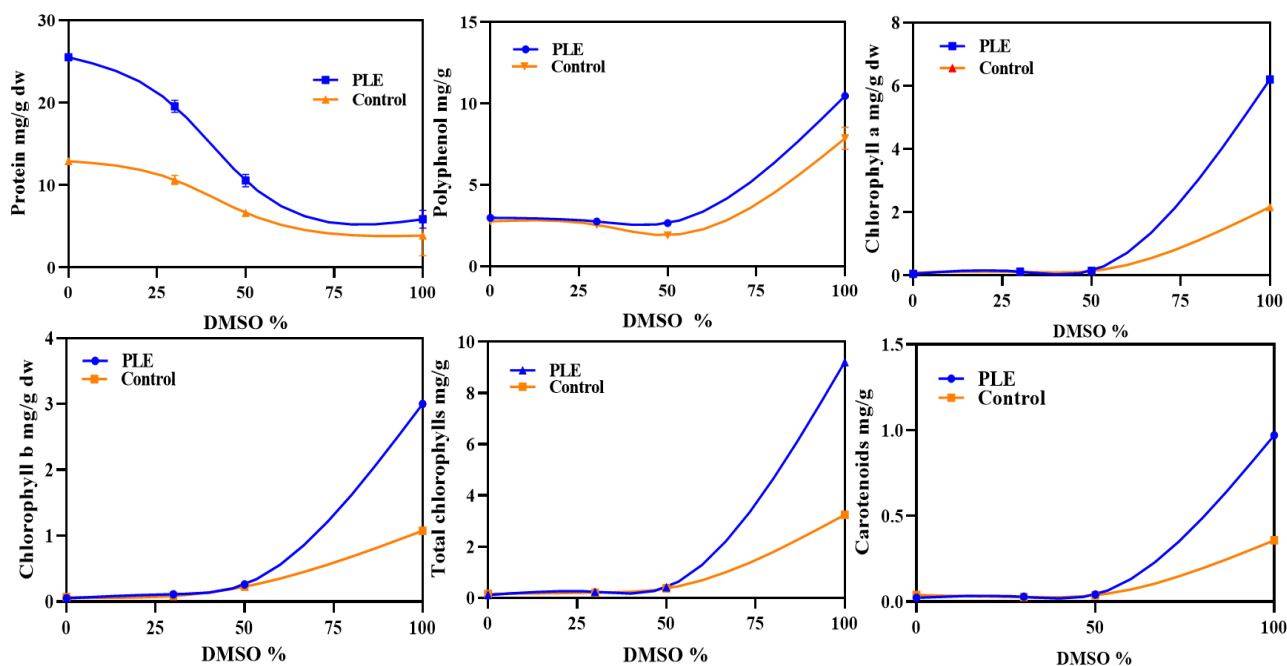 Protein mg/g dw
30
20
10
0
PLE
Control
0 25 50 75 100
DMSO %
Polyphenol mg/g
15
10
5
0
PLE
Control
0 25 50 75 100
DMSO %
Chlorophyll a mg/g dw
8
6
4
2
0
PLE
Control
0 25 50 75 100
DMSO %
Chlorophyll b mg/g dw
4
3
2
1
0
PLE
Control
0 25 50 75 100
DMSO %
Total chlorophylls mg/g
10
8
6
4
2
0
PLE
Control
0 25 50 75 100
DMSO %
Carotenoids mg/g
1.5
1.0
0.5
0.0
PLE
Control
0 50 100
DMSO %